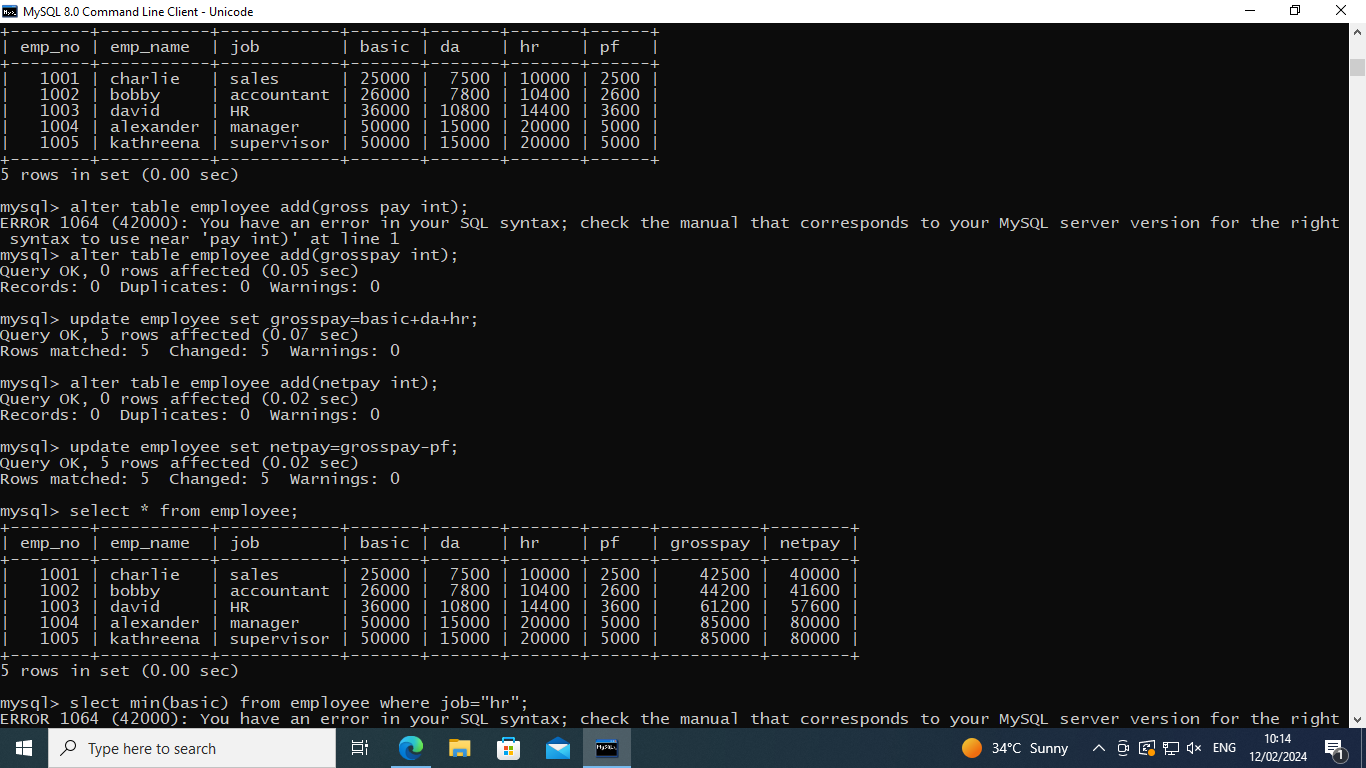 MySQL 8.0 Command Line Client - Unicode
+--------+-----------+------------+-------+-------+-------+------+
| emp_no | emp_name  | job        | basic | da    | hr    | pf   |
+--------+-----------+------------+-------+-------+-------+------+
|   1001 | charlie   | sales      | 25000 |  7500 | 10000 | 2500 |
|   1002 | bobby     | accountant | 26000 |  7800 | 10400 | 2600 |
|   1003 | david     | HR         | 36000 | 10800 | 14400 | 3600 |
|   1004 | alexander | manager    | 50000 | 15000 | 20000 | 5000 |
|   1005 | kathreena | supervisor | 50000 | 15000 | 20000 | 5000 |
+--------+-----------+------------+-------+-------+-------+------+
5 rows in set (0.00 sec)
mysql> alter table employee add(gross pay int);
ERROR 1064 (42000): You have an error in your SQL syntax; check the manual that corresponds to your MySQL server version for the right
 syntax to use near 'pay int)' at line 1
mysql> alter table employee add(grosspay int);
Query OK, 0 rows affected (0.05 sec)
Records: 0  Duplicates: 0  Warnings: 0
mysql> update employee set grosspay=basic+da+hr;
Query OK, 5 rows affected (0.07 sec)
Rows matched: 5  Changed: 5  Warnings: 0
mysql> alter table employee add(netpay int);
Query OK, 0 rows affected (0.02 sec)
Records: 0  Duplicates: 0  Warnings: 0
mysql> update employee set netpay=grosspay-pf;
Query OK, 5 rows affected (0.02 sec)
Rows matched: 5  Changed: 5  Warnings: 0
mysql> select * from employee;
+--------+-----------+------------+-------+-------+-------+------+----------+--------+
| emp_no | emp_name  | job        | basic | da    | hr    | pf   | grosspay | netpay |
+--------+-----------+------------+-------+-------+-------+------+----------+--------+
|   1001 | charlie   | sales      | 25000 |  7500 | 10000 | 2500 |    42500 |  40000 |
|   1002 | bobby     | accountant | 26000 |  7800 | 10400 | 2600 |    44200 |  41600 |
|   1003 | david     | HR         | 36000 | 10800 | 14400 | 3600 |    61200 |  57600 |
|   1004 | alexander | manager    | 50000 | 15000 | 20000 | 5000 |    85000 |  80000 |
|   1005 | kathreena | supervisor | 50000 | 15000 | 20000 | 5000 |    85000 |  80000 |
+--------+-----------+------------+-------+-------+-------+------+----------+--------+
5 rows in set (0.00 sec)
mysql> slect min(basic) from employee where job="hr";
ERROR 1064 (42000): You have an error in your SQL syntax; check the manual that corresponds to your MySQL server version for the right
Type here to search
34°C Sunny
ENG
10:14
12/02/2024
1